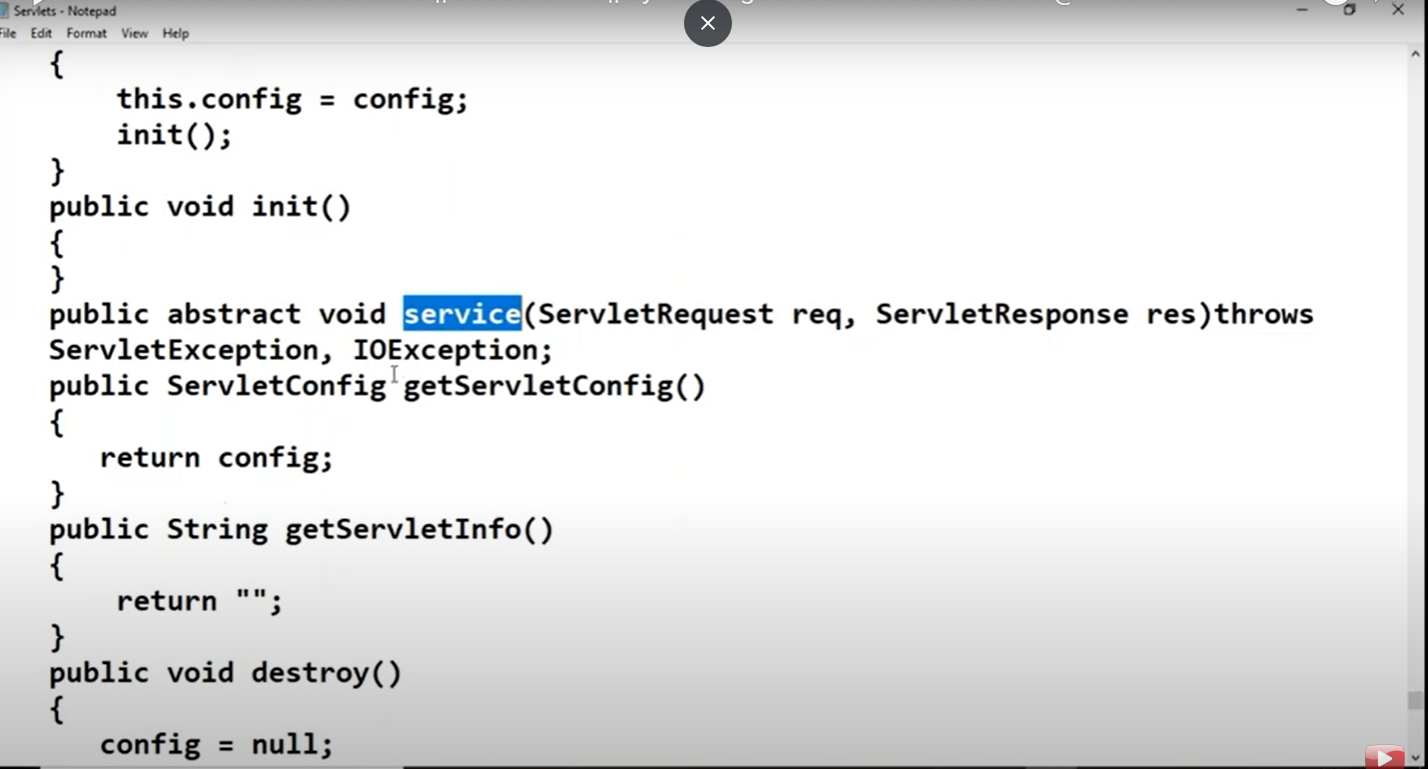 Servlets - Notepad
File Edit Format View Help
{
this.config = config;
init();
}
public void init()
{
}
public abstract void service(ServletRequest req, ServletResponse res)throws
ServletException, IOException;
public ServletConfig getServletConfig()
{
return config;
}
public String getServletInfo()
{
return "";
}
public void destroy()
{
config = null;